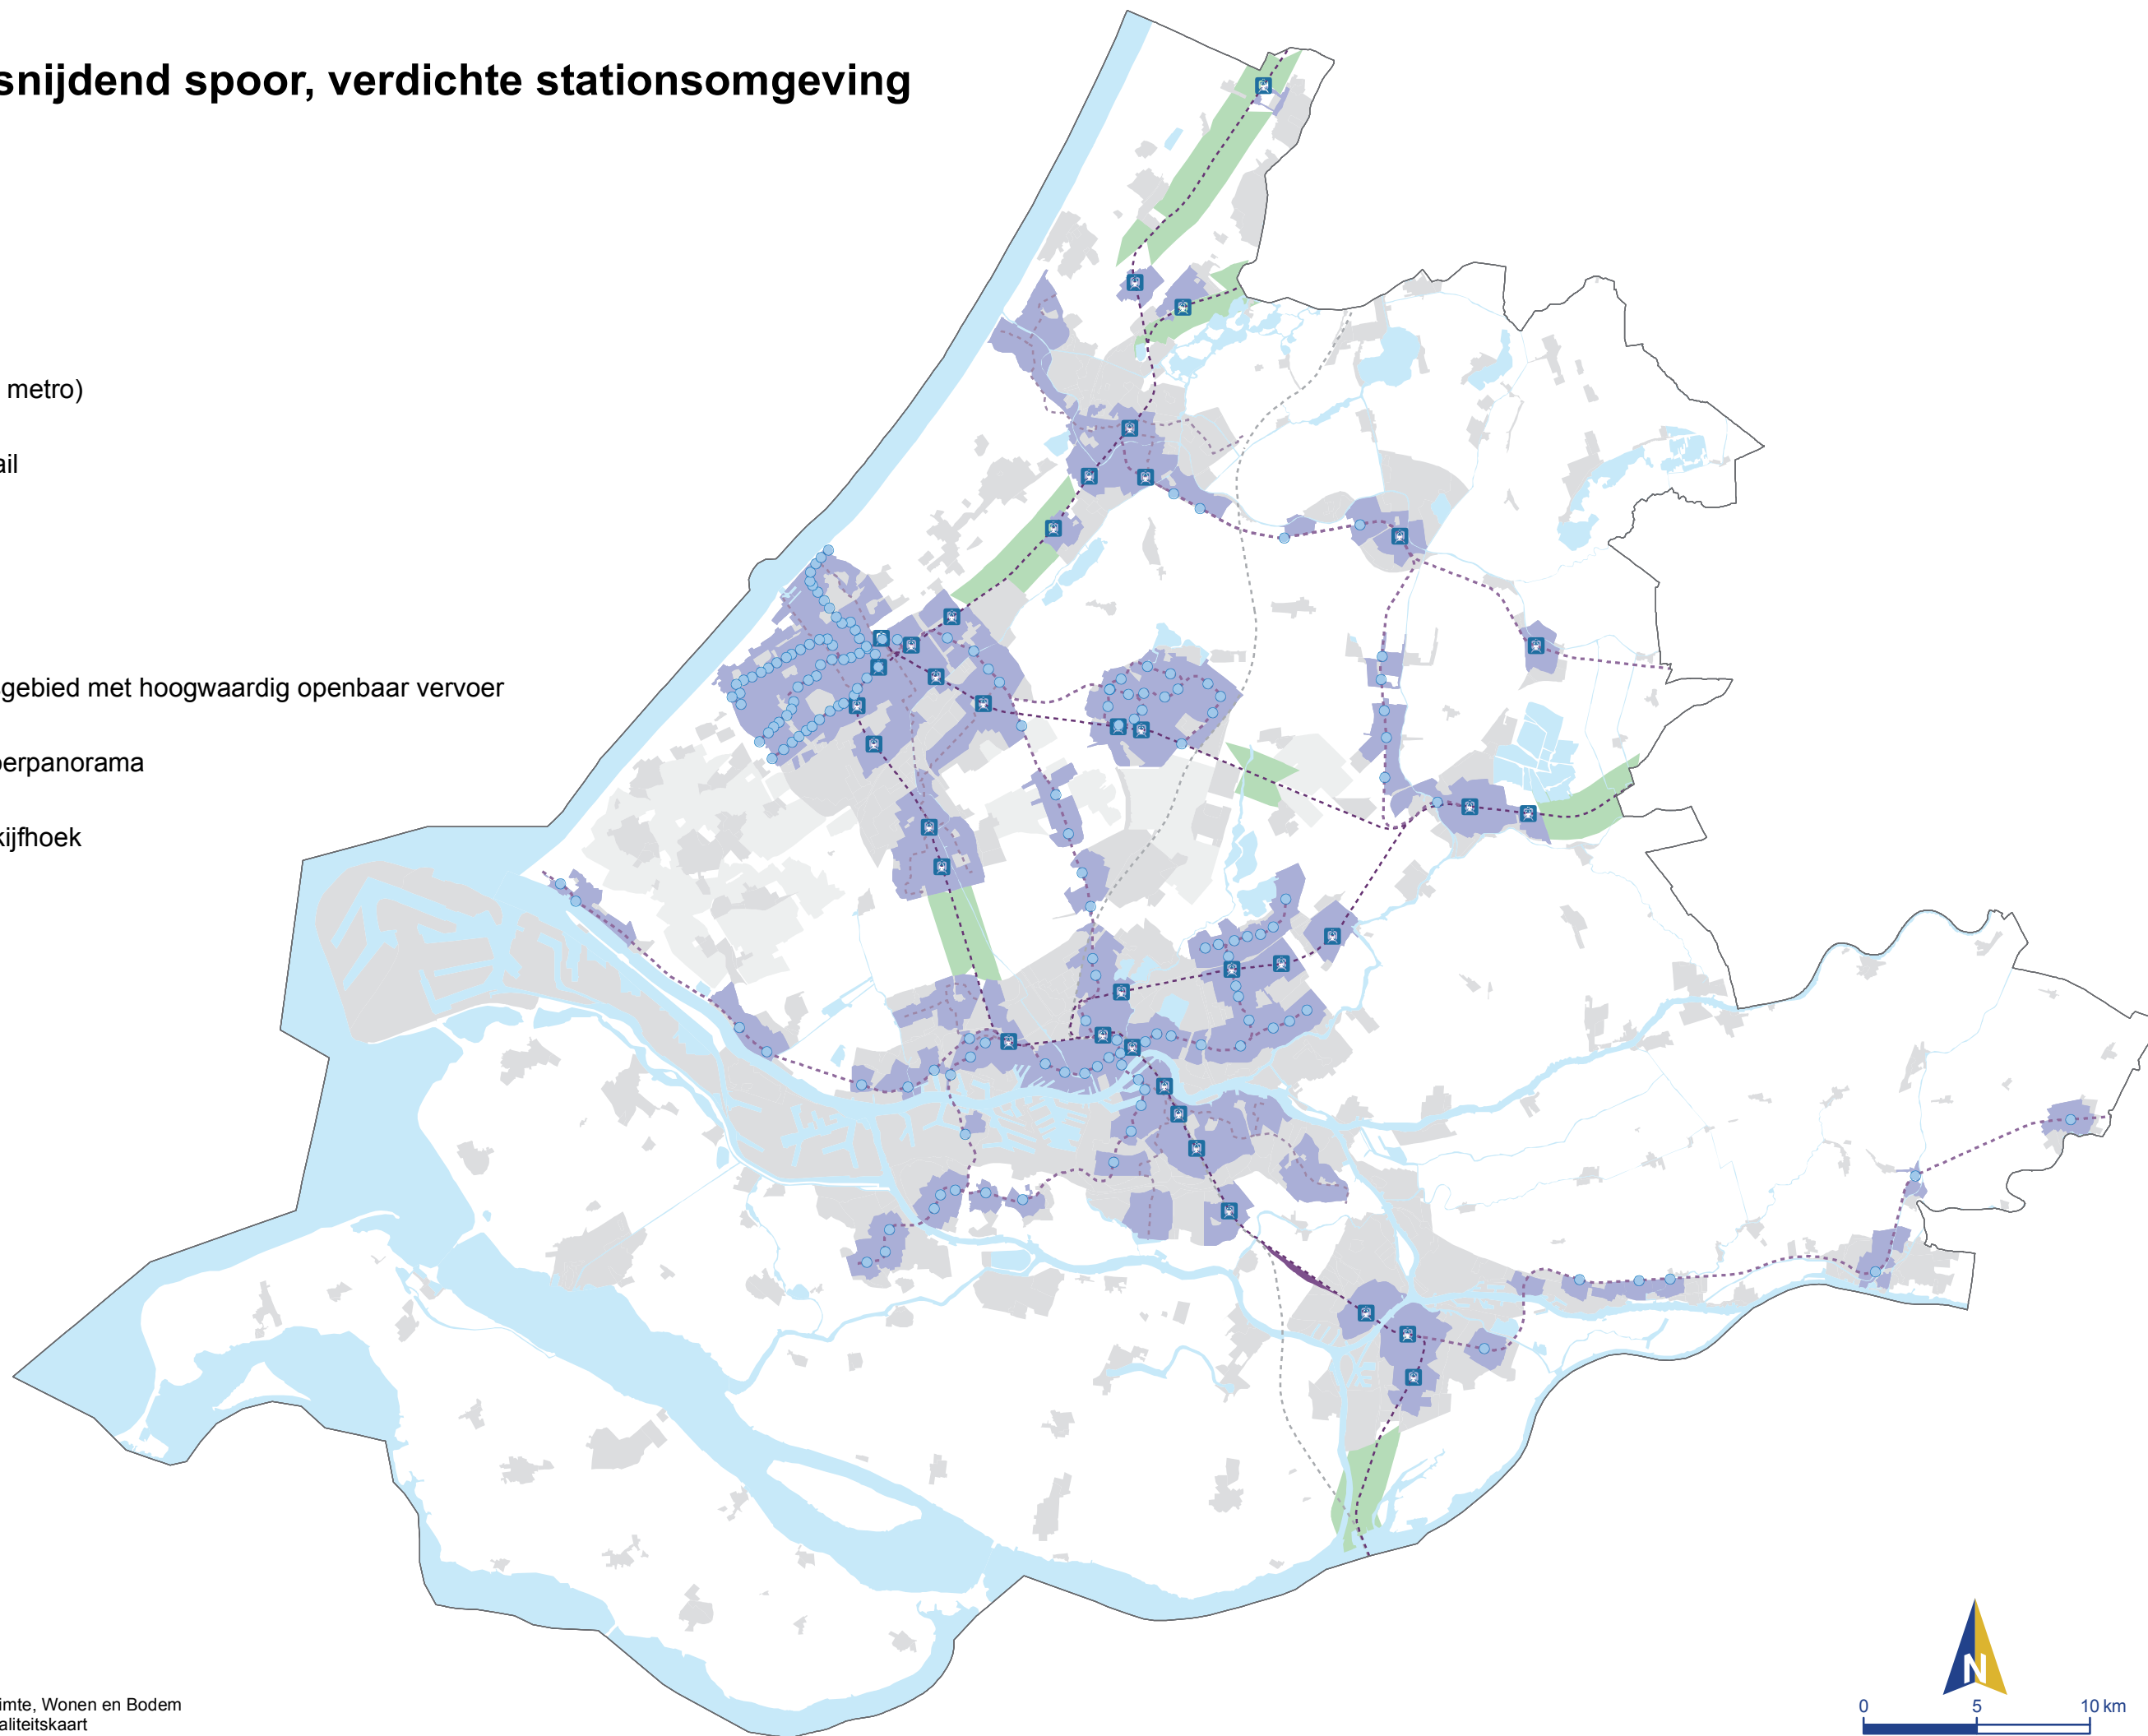 snijdend spoor, verdichte stationsomgeving
metro)
ail
gebied met hoogwaardig openbaar vervoer
perpanorama
kijfhoek
imte, Wonen en Bodem
aliteitskaart
N
0 5 10 km